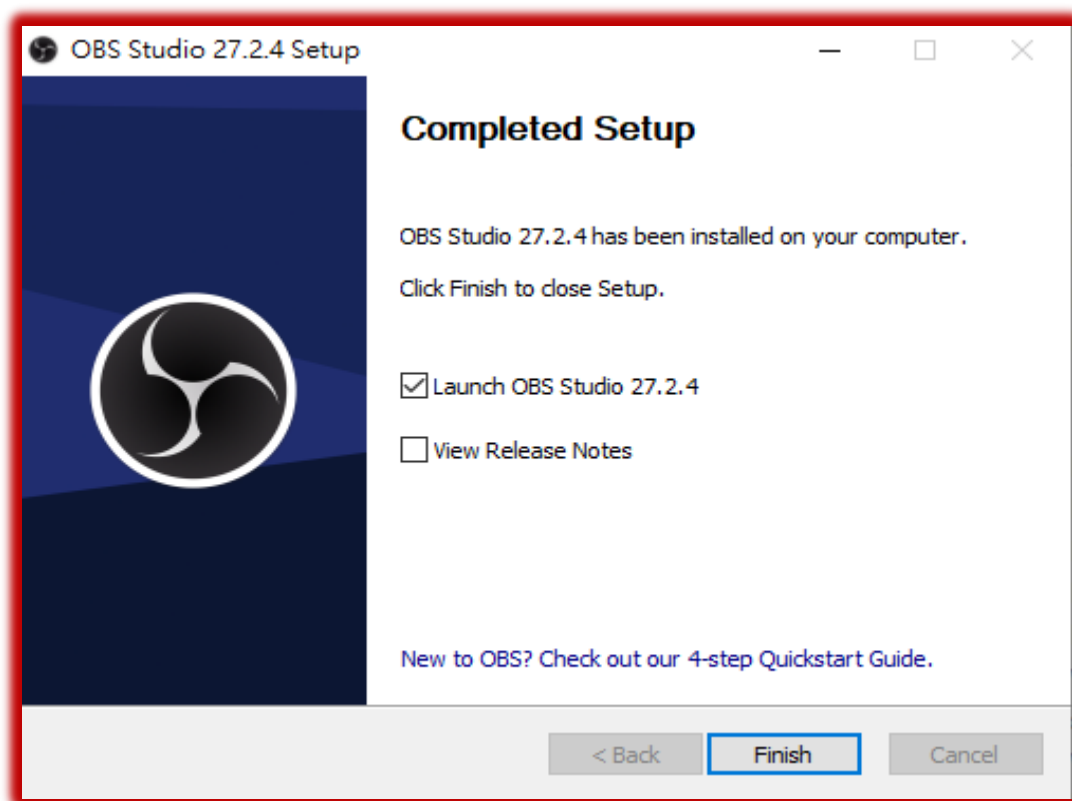 OBS Studio 27.2.4 Setup
Completed Setup
OBS Studio 27.2.4 has been installed on your computer.
Click Finish to close Setup.
Launch OBS Studio 27.2.4
View Release Notes
New to OBS? Check out our 4-step Quickstart Guide.
< Back Finish Cancel